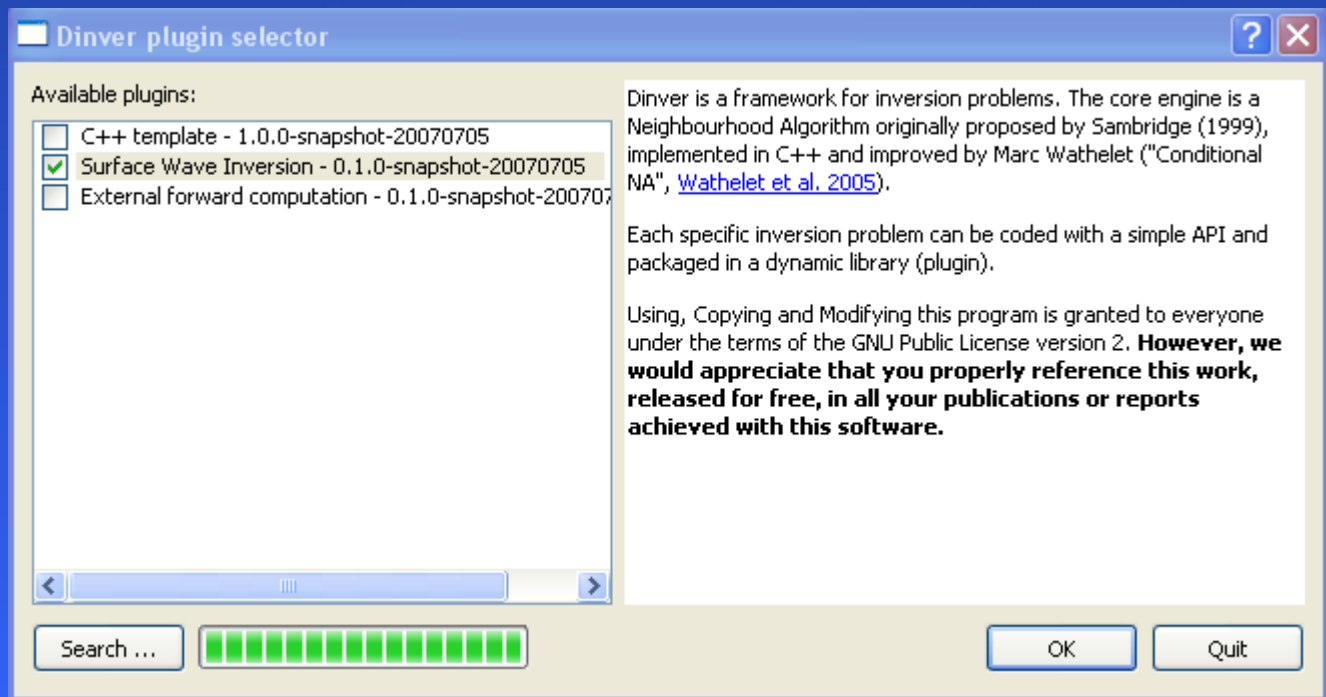 Dinver plugin selector
Available plugins:
C++ template - 1.0.0-snapshot-20070705
Surface Wave Inversion - 0.1.0-snapshot-20070705
External forward computation - 0.1.0-snapshot-20070
Dinver is a framework for inversion problems. The core engine is a
Neighbourhood Algorithm originally proposed by Sambridge (1999),
implemented in C++ and improved by Marc Wathelet ("Conditional
NA", Wathelet et al. 2005).
Each specific inversion problem can be coded with a simple API and
packaged in a dynamic library (plugin).
Using, Copying and Modifying this program is granted to everyone
under the terms of the GNU Public License version 2. However, we
would appreciate that you properly reference this work,
released for free, in all your publications or reports
achieved with this software.
Search ...
OK
Quit